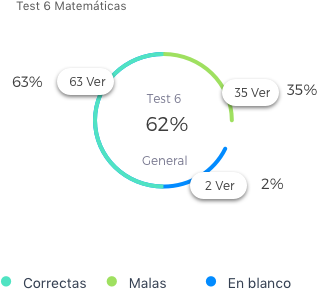 Test 6 Matemáticas
63%
63 Ver
35 Ver
35%
Test 6
62%
General
2 Ver
2%
Correctas
Malas
En blanco